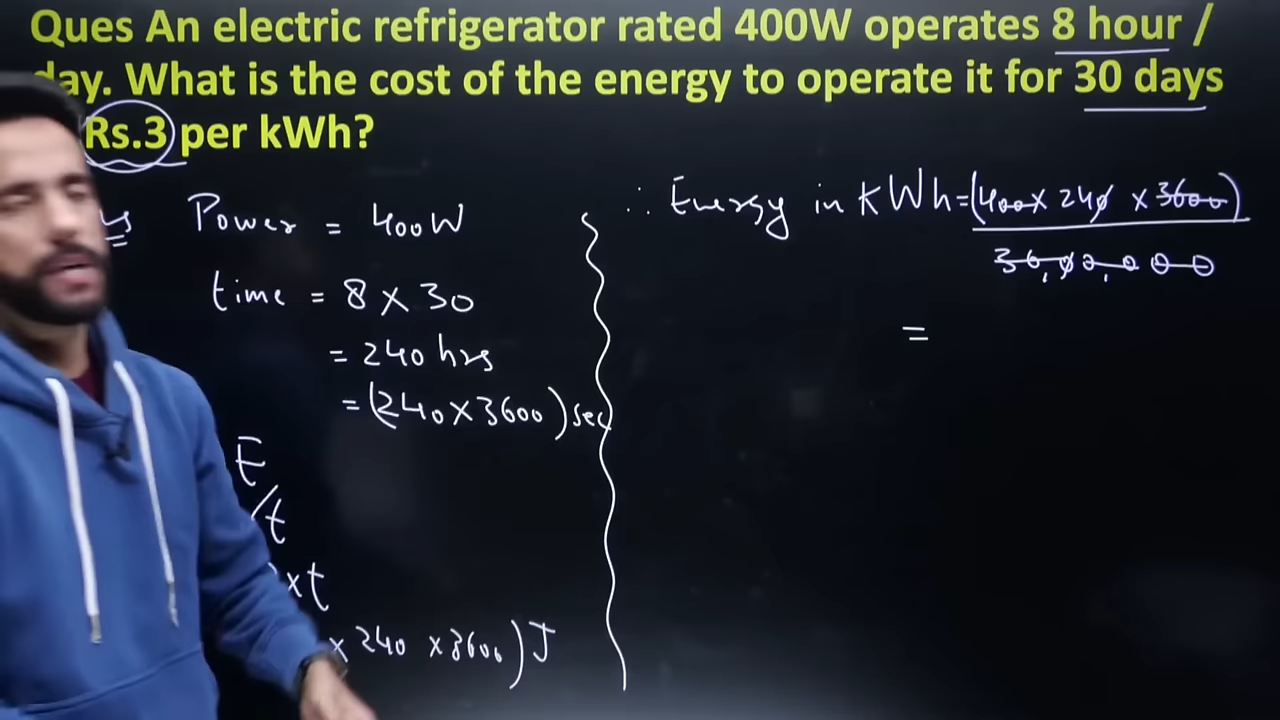 Ques An electric refrigerator rated 400W operates 8 hour /
day. What is the cost of the energy to operate it for 30 days
Rs.3 per kWh?
Power = 400W
time = 8 × 30
= 240 hrs
= (240×3600) sec
E
/t
×t
× 240 × 3600) J
∴ Energy in kWh = (400× 240 × 3600)
36,00,000
=